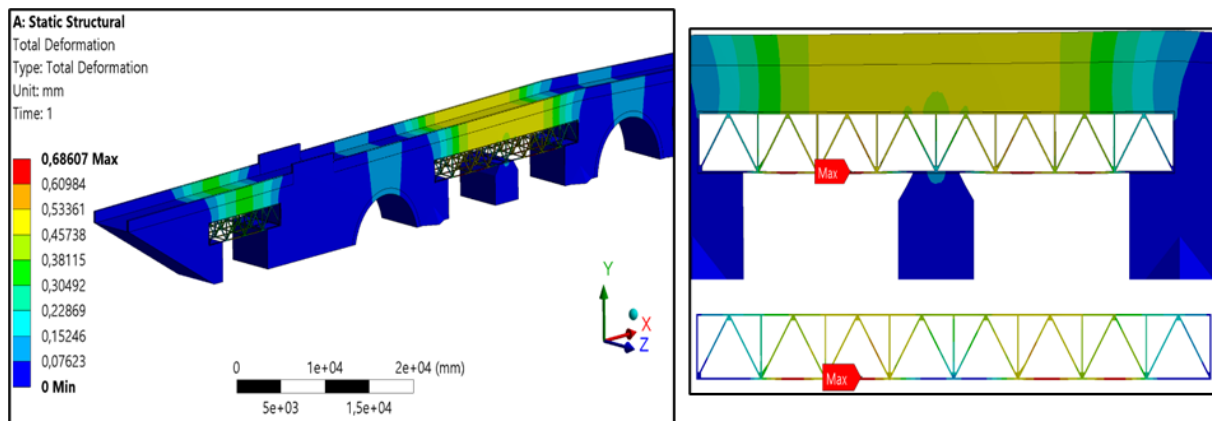 A: Static Structural
Total Deformation
Type: Total Deformation
Unit: mm
Time: 1
0,68607 Max
0,60984
0,53361
0,45738
0,38115
0,30492
0,22869
0,15246
0,07623
0 Min
0 1e+04 2e+04 (mm)
5e+03 1,5e+04
Y
X
Z
Max
Max